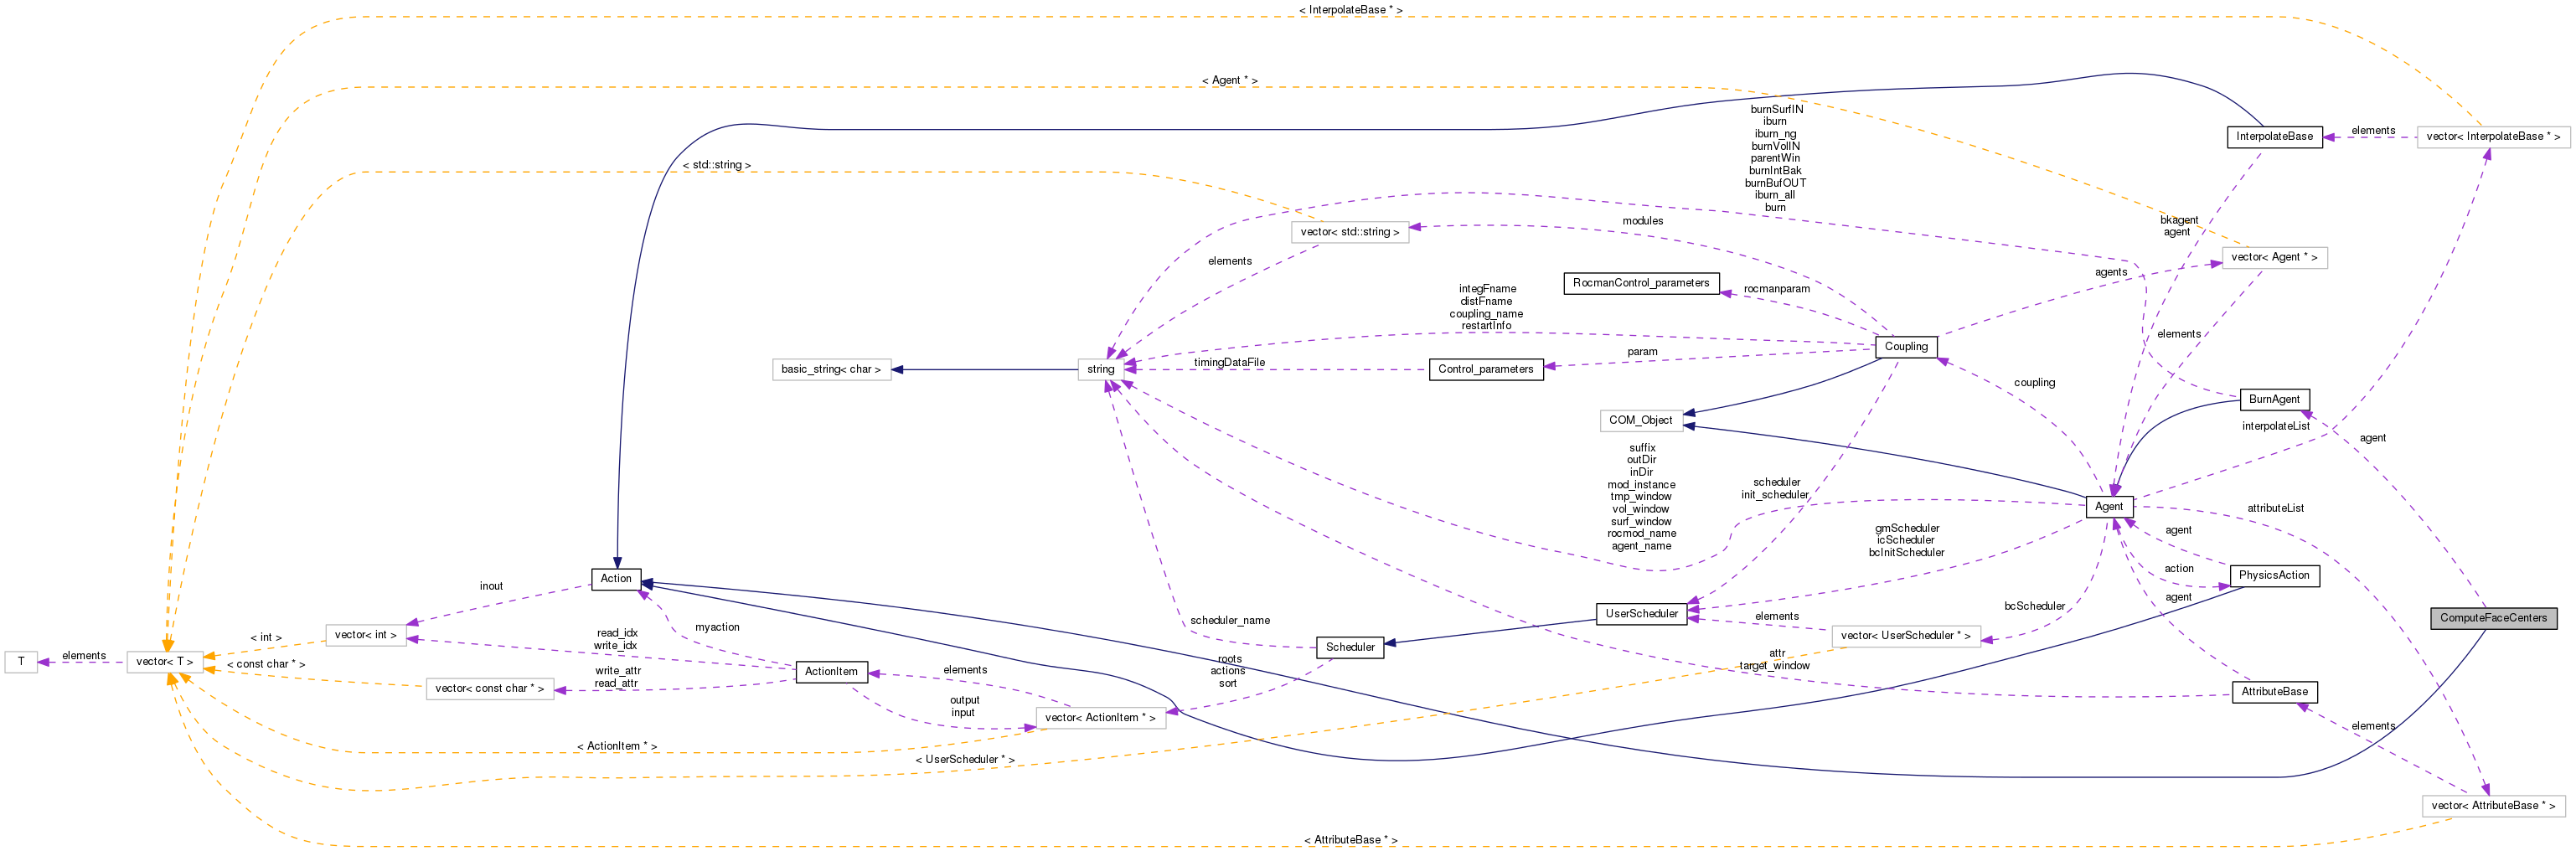 < InterpolateBase * >
< Agent * >
burnSurfIN
iburn
iburn_ng
burnVolIN
parentWin
burnIntBak
burnBufOUT
iburn_all
burn
InterpolateBase
elements
vector< InterpolateBase * >
< std::string >
vector< std::string >
modules
bkagent
agent
vector< Agent * >
elements
agents
RocmanControl_parameters
rocmanparam
integFname
distFname
coupling_name
restartInfo
elements
Coupling
basic_string< char >
string
timingDataFile
Control_parameters
param
coupling
BurnAgent
COM_Object
interpolateList
agent
suffix
outDir
inDir
mod_instance
tmp_window
vol_window
surf_window
rocmod_name
agent_name
scheduler
init_scheduler
Agent
attributeList
gmScheduler
icScheduler
bcInitScheduler
agent
action
PhysicsAction
agent
Action
inout
bcScheduler
UserScheduler
elements
ComputeFaceCenters
vector< int >
< int >
read_idx
write_idx
myaction
scheduler_name
Scheduler
vector< UserScheduler * >
T
elements
vector< T >
< const char * >
vector< const char * >
write_attr
read_attr
ActionItem
elements
roots
actions
sort
attr
target_window
AttributeBase
output
input
vector< ActionItem * >
elements
< ActionItem * >
< UserScheduler * >
vector< AttributeBase * >
< AttributeBase * >